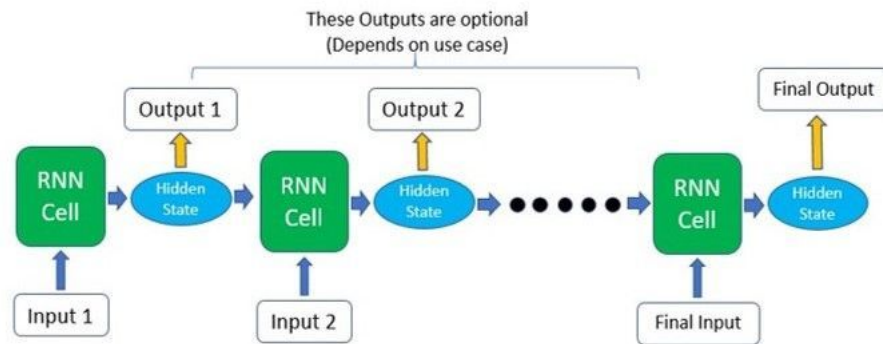 These Outputs are optional
(Depends on use case)
Output 1
Output 2
Final Output
RNN
Cell
Hidden
State
RNN
Cell
Hidden
State
RNN
Cell
Hidden
State
Input 1
Input 2
Final Input